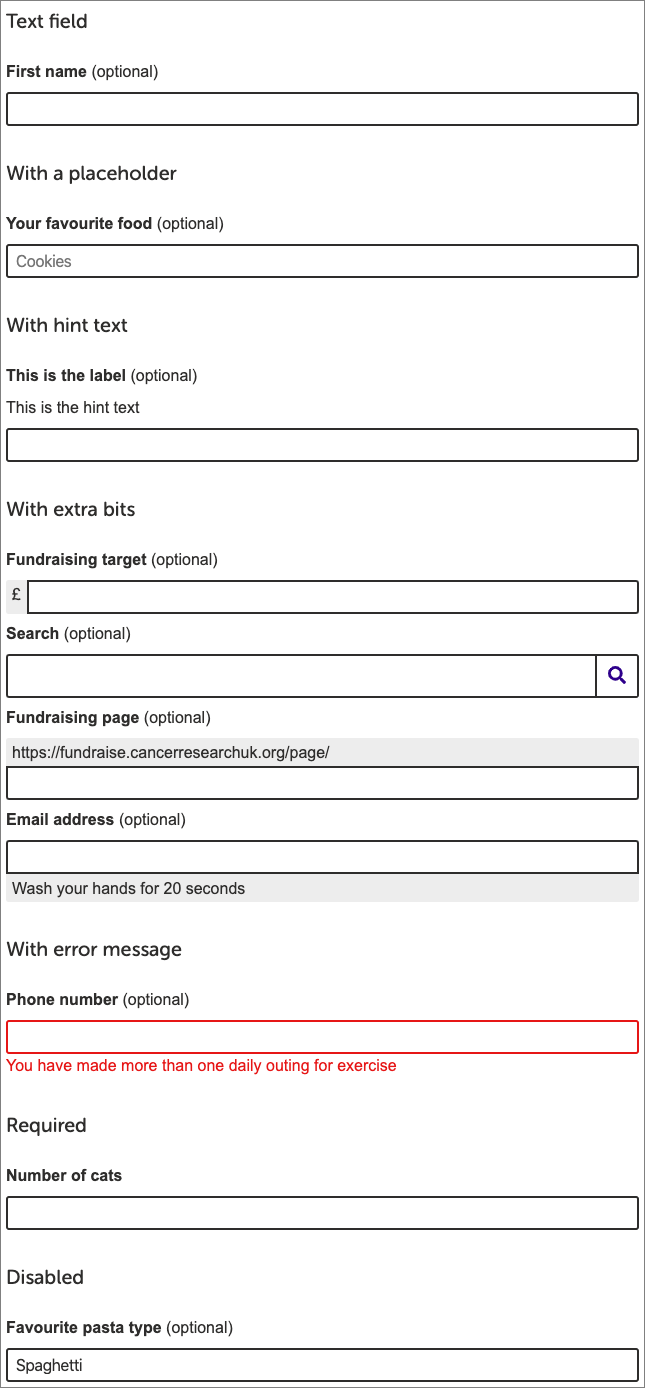 Text field
First name (optional)
With a placeholder
Your favourite food (optional)
Cookies
With hint text
This is the label (optional)
This is the hint text
With extra bits
Fundraising target (optional)
£
Search (optional)
Fundraising page (optional)
https://fundraise.cancerresearchuk.org/page/
Email address (optional)
Wash your hands for 20 seconds
With error message
Phone number (optional)
You have made more than one daily outing for exercise
Required
Number of cats
Disabled
Favourite pasta type (optional)
Spaghetti